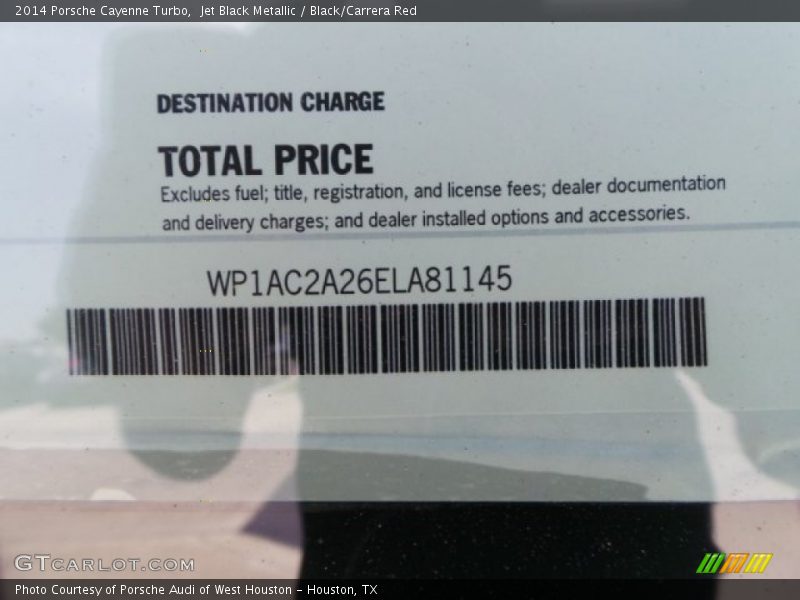 2014 Porsche Cayenne Turbo,  Jet Black Metallic / Black/Carrera Red
DESTINATION CHARGE
TOTAL PRICE
Excludes fuel; title, registration, and license fees; dealer documentation
and delivery charges; and dealer installed options and accessories.
WP1AC2A26ELA81145
GTCARLOT.COM
Photo Courtesy of Porsche Audi of West Houston – Houston, TX